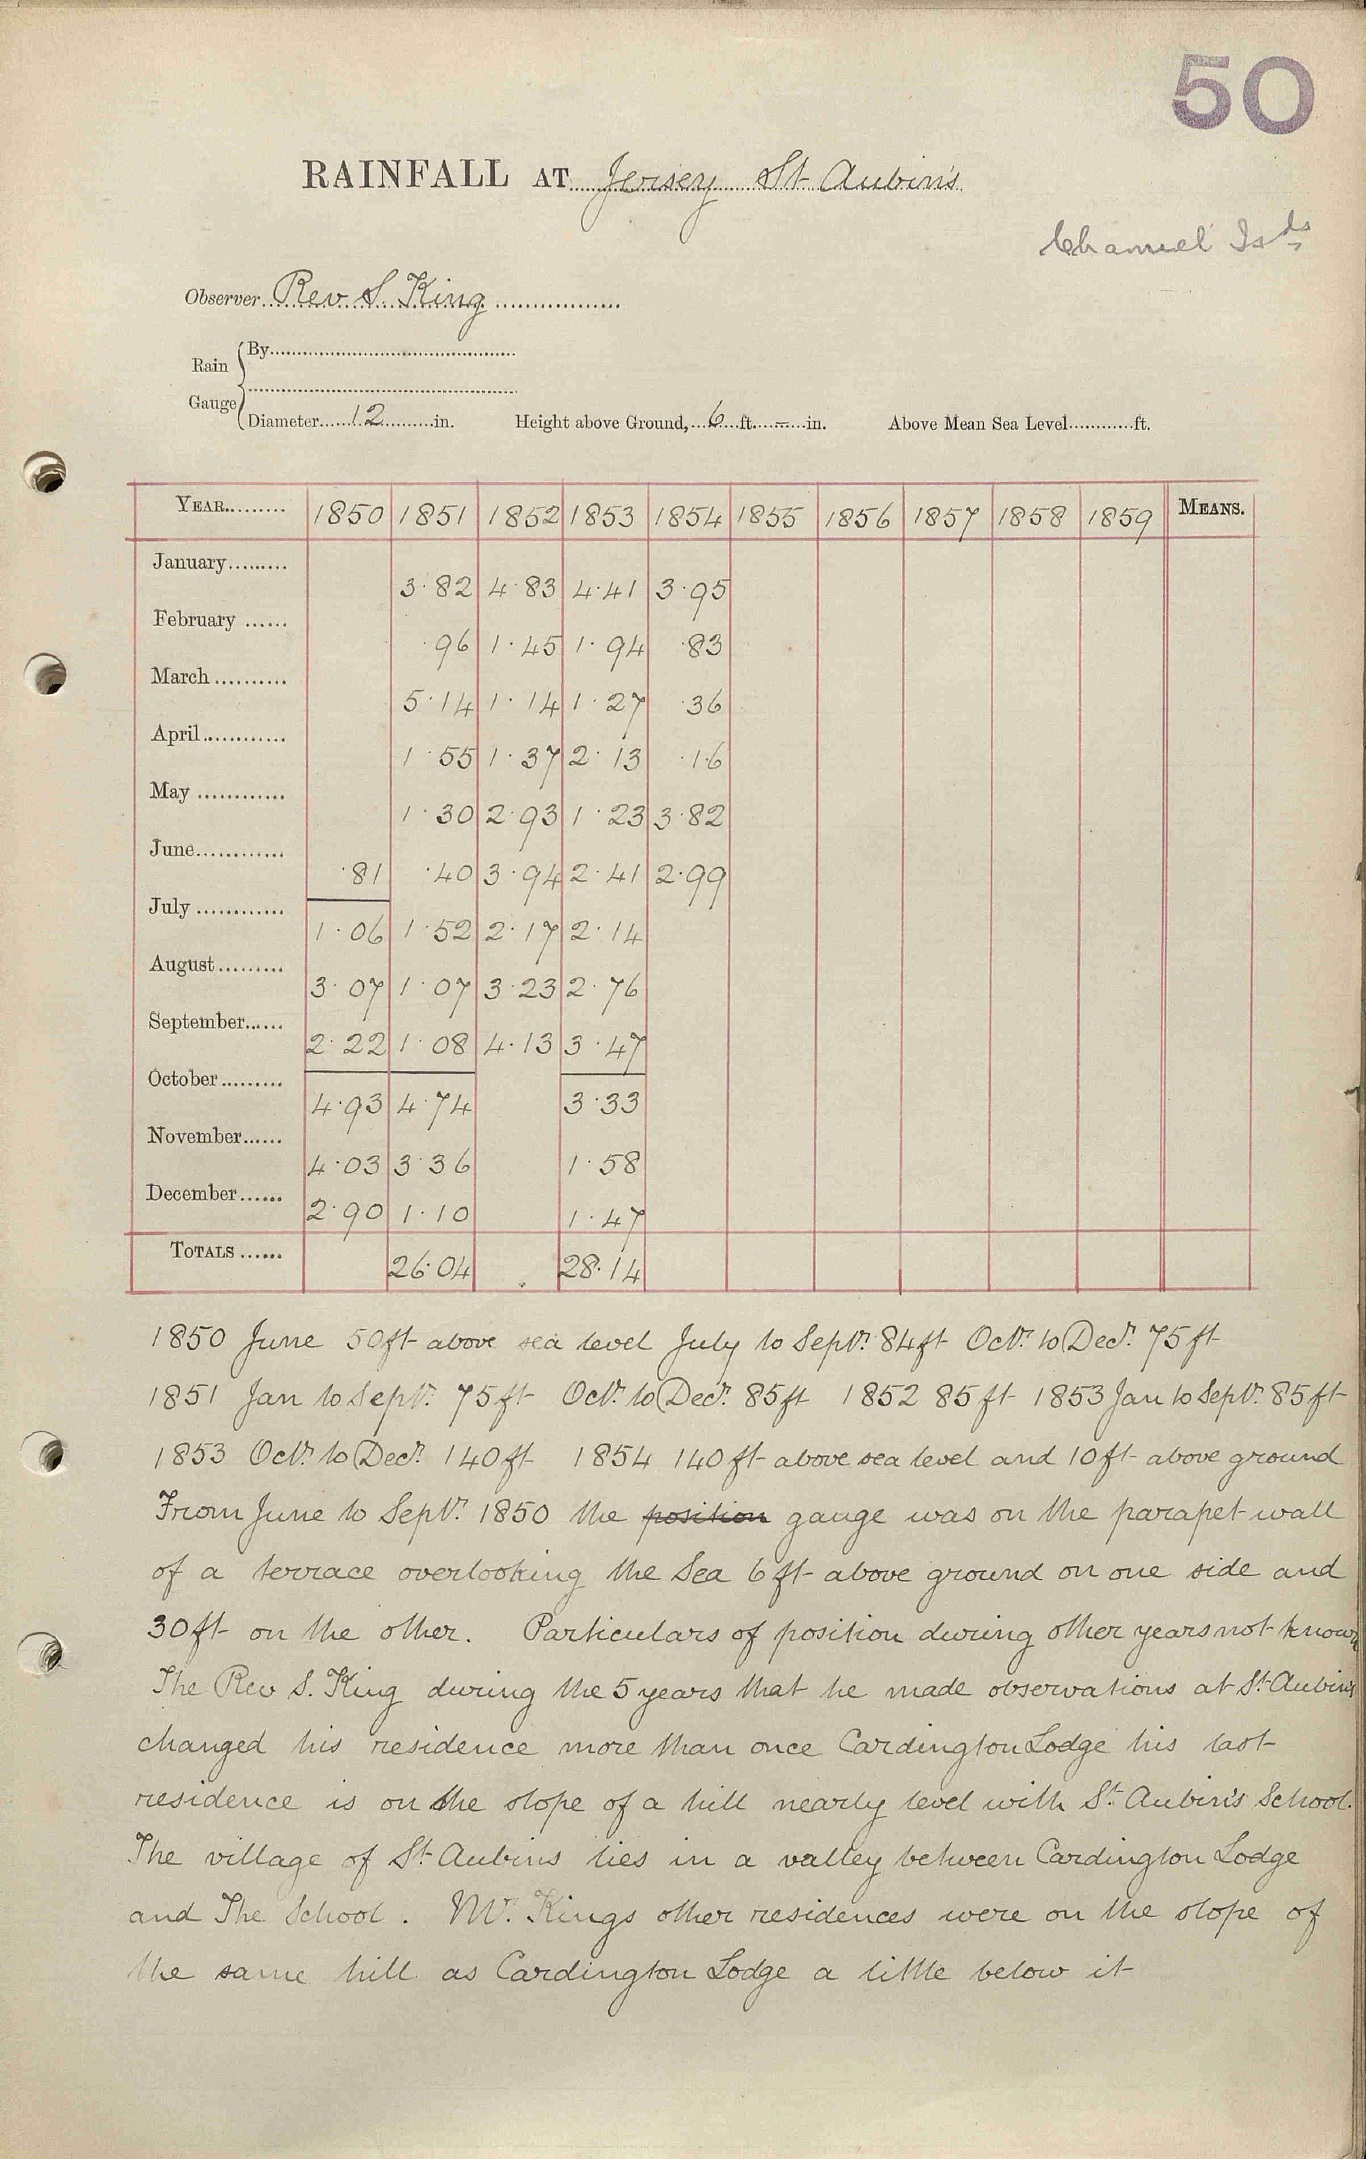 50
RAINFALL AT Jersey St Aubin's
Channel Isds
Observer Rev S. King
Rain Gauge { By
Diameter 12 in. Height above Ground, 6 ft. – in. Above Mean Sea Level ft.
YEAR 1850 1851 1852 1853 1854 1855 1856 1857 1858 1859 MEANS.
January 3·82 4·83 4·41 3·95
February ·96 1·45 1·94 ·83
March 5·14 1·14 1·27 ·36
April 1·55 1·37 2·13 ·16
May 1·30 2·93 1·23 3·82
June ·81 ·40 3·94 2·41 2·99
July 1·06 1·52 2·17 2·14
August 3·07 1·07 3·23 2·76
September 2·22 1·08 4·13 3·47
October 4·93 4·74 3·33
November 4·03 3·36 1·58
December 2·90 1·10 1·47
TOTALS 26·04 28·14
1850 June 50ft above sea level July to Septr. 84ft Octr. to Decr. 75ft
1851 Jan to Septr. 75ft Octr. to Decr. 85ft 1852 85ft 1853 Jan to Septr. 85ft
1853 Octr. to Decr. 140ft 1854 140ft above sea level and 10ft above ground
From June to Septr. 1850 the position gauge was on the parapet wall
of a terrace overlooking the Sea 6ft above ground on one side and
30ft on the other. Particulars of position during other years not known
The Rev S. King during the 5 years that he made observations at St. Aubin's
changed his residence more than once Cardington Lodge his last
residence is on the slope of a hill nearly level with St. Aubin's School.
The village of St. Aubins lies in a valley between Cardington Lodge
and The School. Mr. Kings other residences were on the slope of
the same hill as Cardington Lodge a little below it